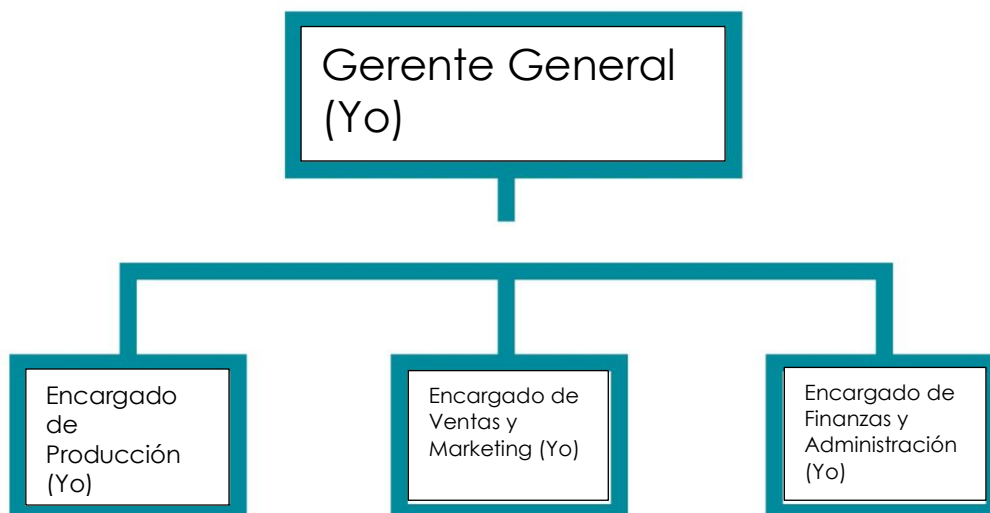 Gerente General
(Yo)
Encargado
de
Producción
(Yo)
Encargado de
Ventas y
Marketing (Yo)
Encargado de
Finanzas y
Administración
(Yo)